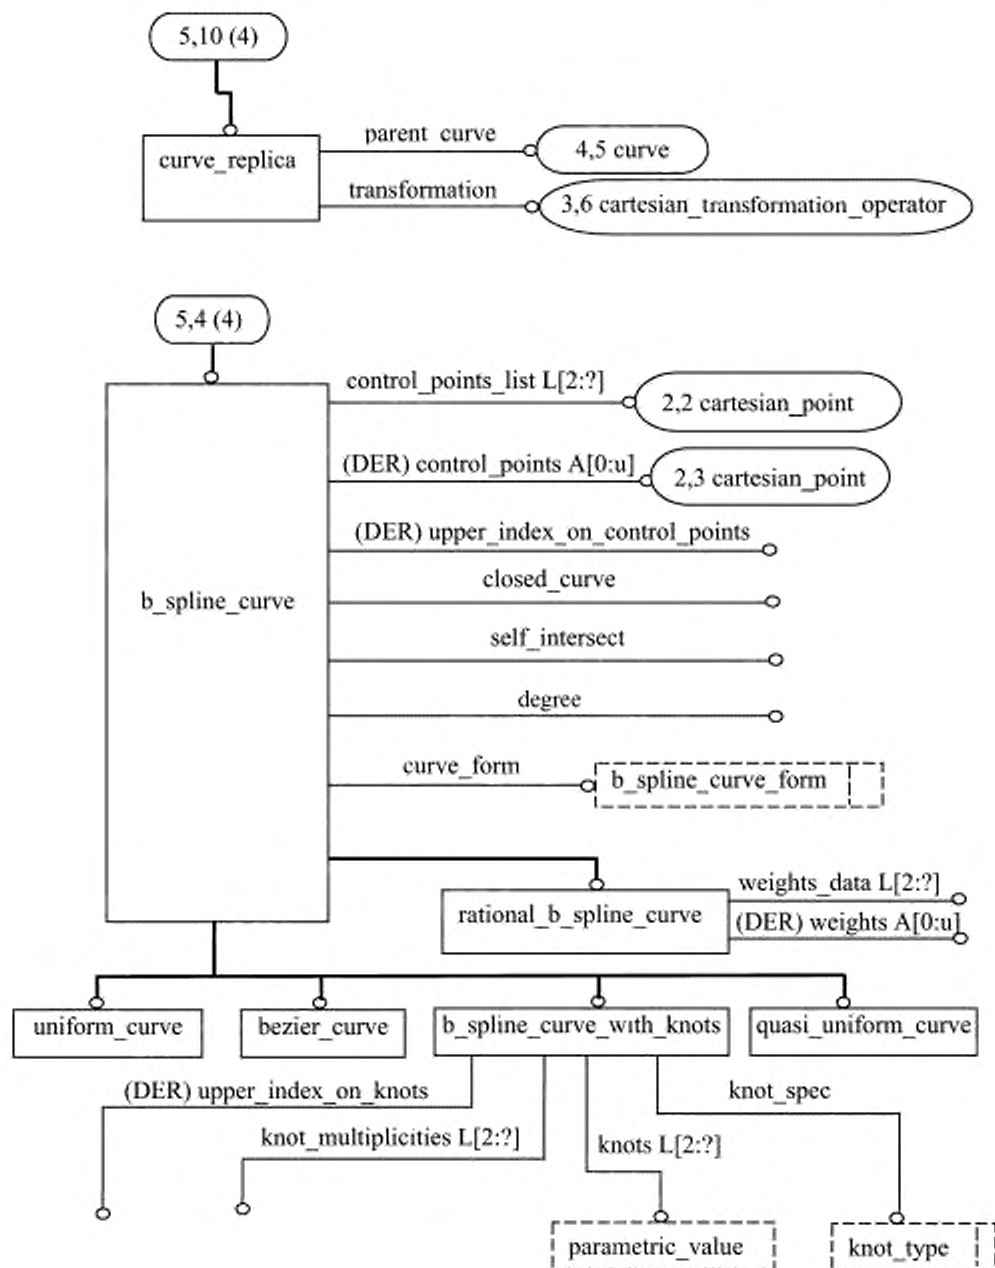 5,10 (4)
parent_curve
curve_replica
4,5 curve
transformation
3,6 cartesian_transformation_operator
5,4 (4)
control_points_list L[2:?]
2,2 cartesian_point
(DER) control_points A[0:u]
2,3 cartesian_point
(DER) upper_index_on_control_points
closed_curve
b_spline_curve
self_intersect
degree
curve_form
b_spline_curve_form
weights_data L[2:?]
rational_b_spline_curve
(DER) weights A[0:u]
uniform_curve
bezier_curve
b_spline_curve_with_knots
quasi_uniform_curve
(DER) upper_index_on_knots
knot_spec
knot_multiplicities L[2:?]
knots L[2:?]
parametric_value
knot_type